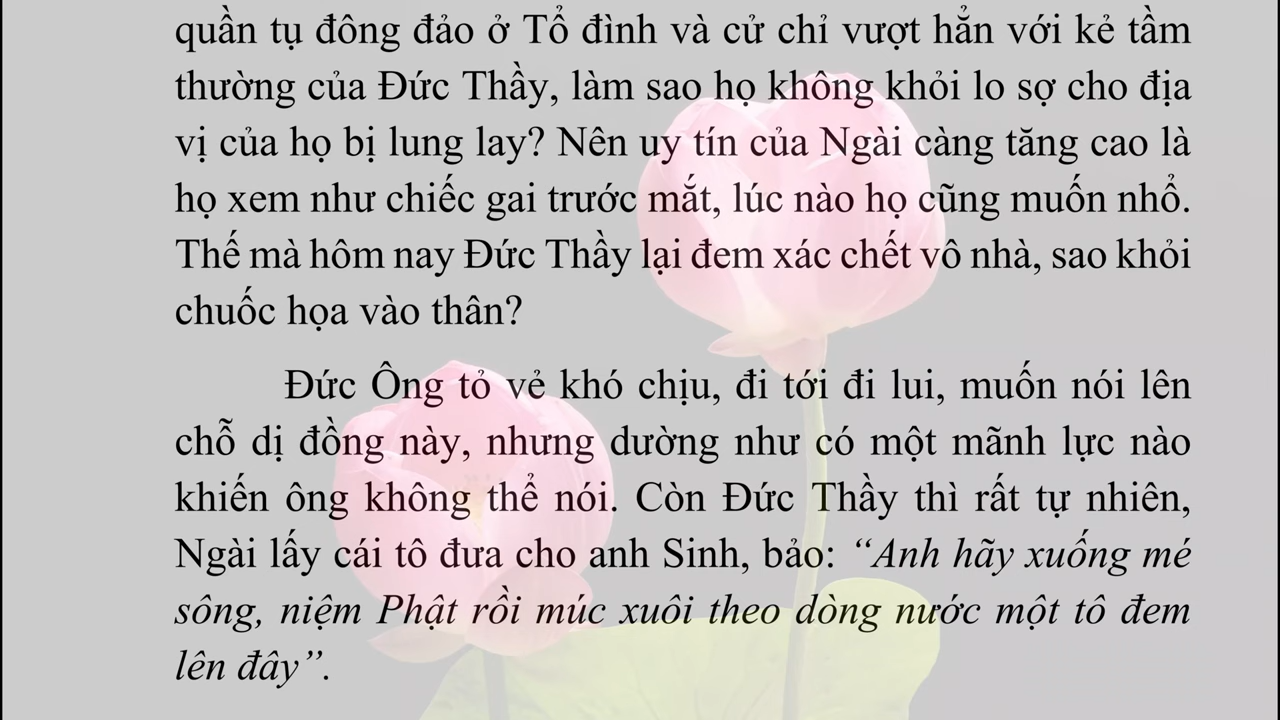 quần tụ đông đảo ở Tổ đình và cử chỉ vượt hẳn với kẻ tầm
thường của Đức Thầy, làm sao họ không khỏi lo sợ cho địa
vị của họ bị lung lay? Nên uy tín của Ngài càng tăng cao là
họ xem như chiếc gai trước mắt, lúc nào họ cũng muốn nhổ.
Thế mà hôm nay Đức Thầy lại đem xác chết vô nhà, sao khỏi
chuốc họa vào thân?
Đức Ông tỏ vẻ khó chịu, đi tới đi lui, muốn nói lên
chỗ dị đồng này, nhưng dường như có một mãnh lực nào
khiến ông không thể nói. Còn Đức Thầy thì rất tự nhiên,
Ngài lấy cái tô đưa cho anh Sinh, bảo: “Anh hãy xuống mé
sông, niệm Phật rồi múc xuôi theo dòng nước một tô đem
lên đây”.